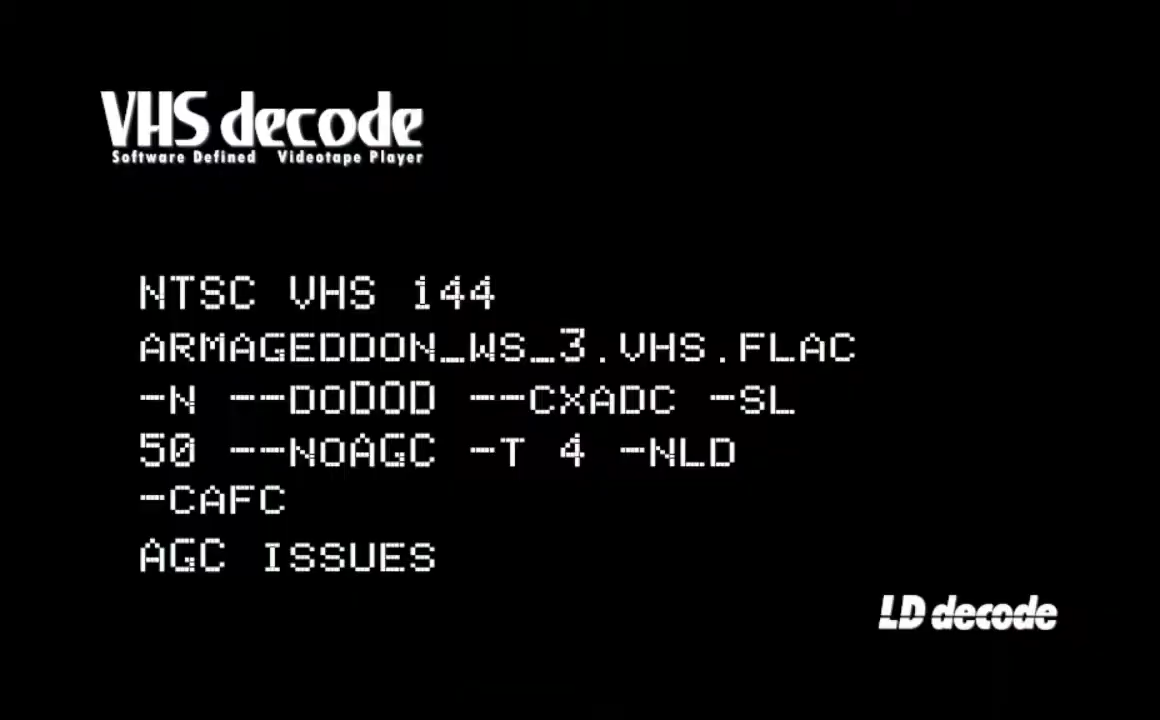 VHS decode
Software Defined Videotape Player
NTSC VHS 144
ARMAGEDDON_WS_3.VHS.FLAC
-N --DoDOD --CXADC -SL
50 --NOAGC -T 4 -NLD
-CAFC
AGC ISSUES
LD decode